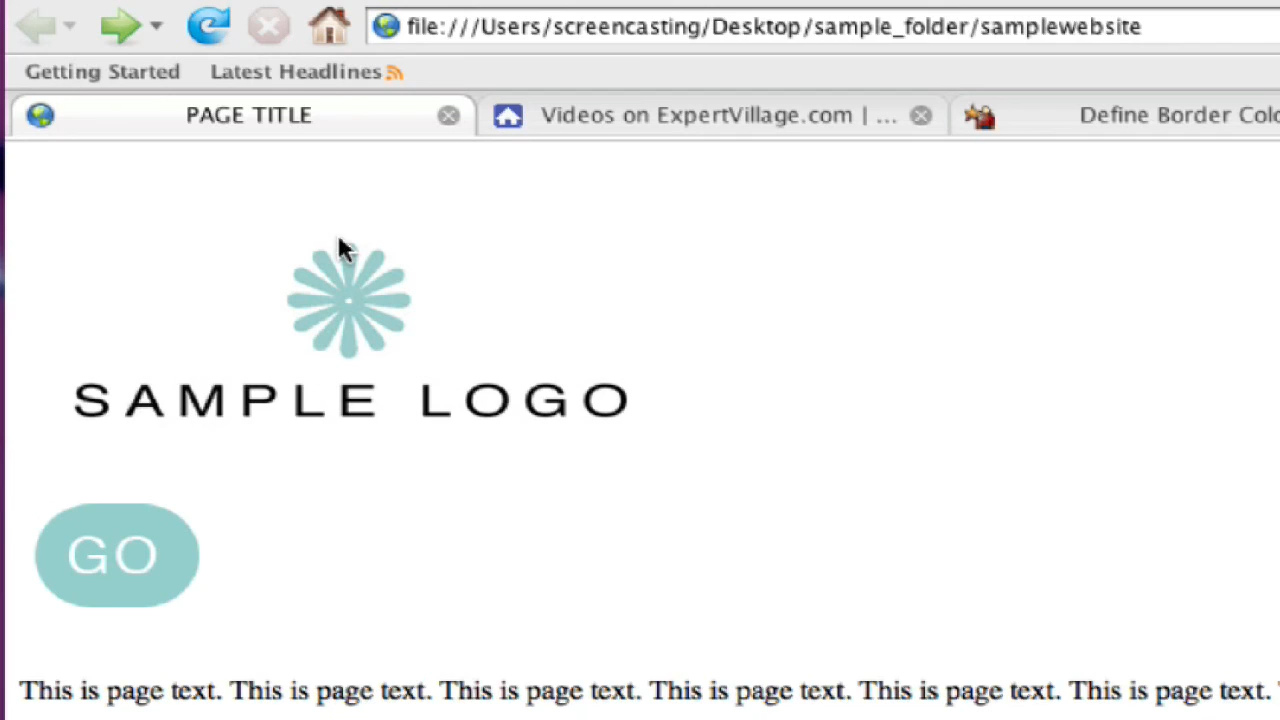 file:///Users/screencasting/Desktop/sample_folder/samplewebsite
Getting Started Latest Headlines
PAGE TITLE Videos on ExpertVillage.com | ... Define Border Colo
SAMPLE LOGO
GO
This is page text. This is page text. This is page text. This is page text. This is page text. This is page text.